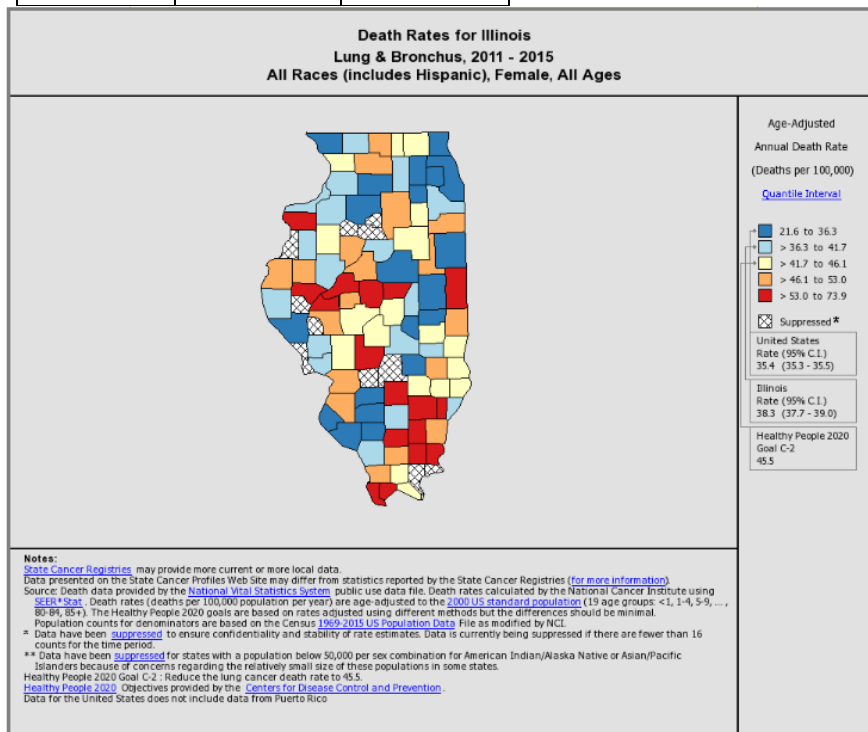 Death Rates for Illinois
Lung & Bronchus, 2011 - 2015
All Races (includes Hispanic), Female, All Ages
Age-Adjusted
Annual Death Rate
(Deaths per 100,000)
Quantile Interval
21.6 to 36.3
> 36.3 to 41.7
> 41.7 to 46.1
> 46.1 to 53.0
> 53.0 to 73.9
Suppressed *
United States
Rate (95% C.I.)
35.4 (35.3 - 35.5)
Illinois
Rate (95% C.I.)
38.3 (37.7 - 39.0)
Healthy People 2020
Goal C-2
45.5
Notes:
State Cancer Registries may provide more current or more local data.
Data presented on the State Cancer Profiles Web Site may differ from statistics reported by the State Cancer Registries (for more information).
Source: Death data provided by the National Vital Statistics System public use data file. Death rates calculated by the National Cancer Institute using
SEER*Stat . Death rates (deaths per 100,000 population per year) are age-adjusted to the 2000 US standard population (19 age groups: <1, 1-4, 5-9, ... ,
80-84, 85+). The Healthy People 2020 goals are based on rates adjusted using different methods but the differences should be minimal.
Population counts for denominators are based on the Census 1969-2015 US Population Data File as modified by NCI.
* Data have been suppressed to ensure confidentiality and stability of rate estimates. Data is currently being suppressed if there are fewer than 16
counts for the time period.
** Data have been suppressed for states with a population below 50,000 per sex combination for American Indian/Alaska Native or Asian/Pacific
Islanders because of concerns regarding the relatively small size of these populations in some states.
Healthy People 2020 Goal C-2 : Reduce the lung cancer death rate to 45.5.
Healthy People 2020 Objectives provided by the Centers for Disease Control and Prevention .
Data for the United States does not include data from Puerto Rico